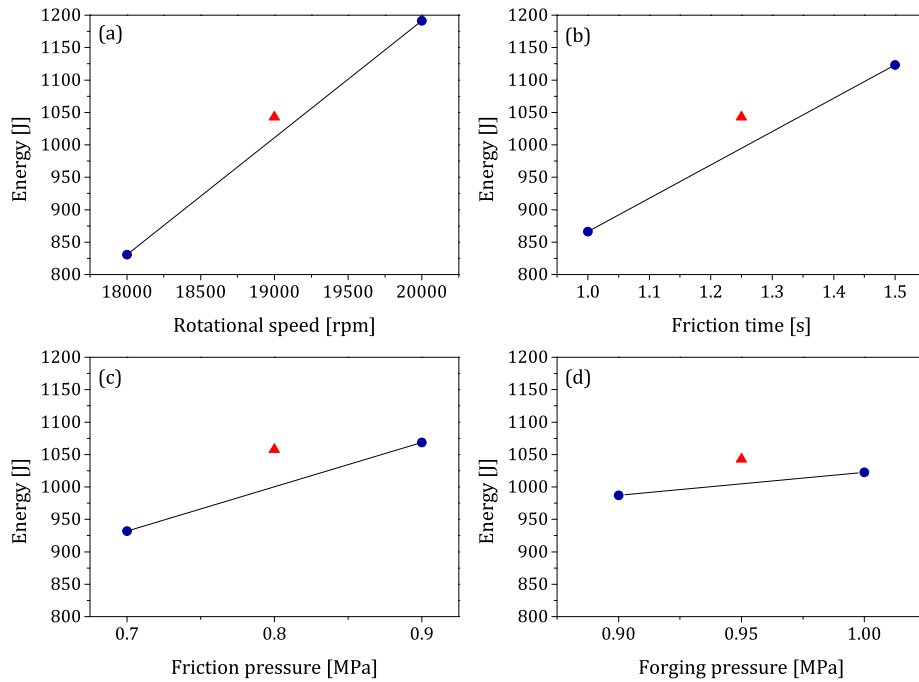 (a)
Energy [J]
1200
1150
1100
1050
1000
950
900
850
800
18000 18500 19000 19500 20000
Rotational speed [rpm]
(b)
Energy [J]
1200
1150
1100
1050
1000
950
900
850
800
1.0 1.1 1.2 1.3 1.4 1.5
Friction time [s]
(c)
Energy [J]
1200
1150
1100
1050
1000
950
900
850
800
0.7 0.8 0.9
Friction pressure [MPa]
(d)
Energy [J]
1200
1150
1100
1050
1000
950
900
850
800
0.90 0.95 1.00
Forging pressure [MPa]